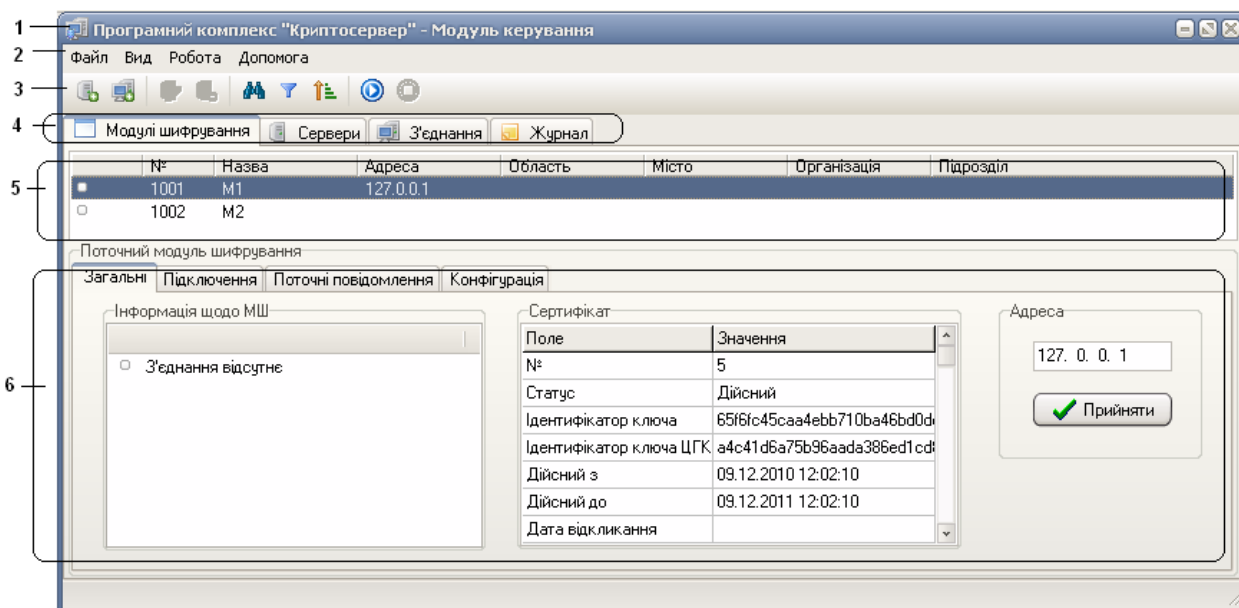 1 Програмний комплекс "Криптосервер" - Модуль керування
2 Файл Вид Робота Допомога
3
4 Модулі шифрування Сервери З'єднання Журнал
№ Назва Адреса Область Місто Організація Підрозділ
5 1001 М1 127.0.0.1
1002 М2
Поточний модуль шифрування
Загальні Підключення Поточні повідомлення Конфігурація
Інформація щодо МШ Сертифікат Адреса
Поле Значення
З'єднання відсутнє № 5 127. 0. 0. 1
6 Статус Дійсний
Ідентифікатор ключа 65f6fc45caa4ebb710ba46bd0d Прийняти
Ідентифікатор ключа ЦГК a4c41d6a75b96aada386ed1cd
Дійсний з 09.12.2010 12:02:10
Дійсний до 09.12.2011 12:02:10
Дата відкликання